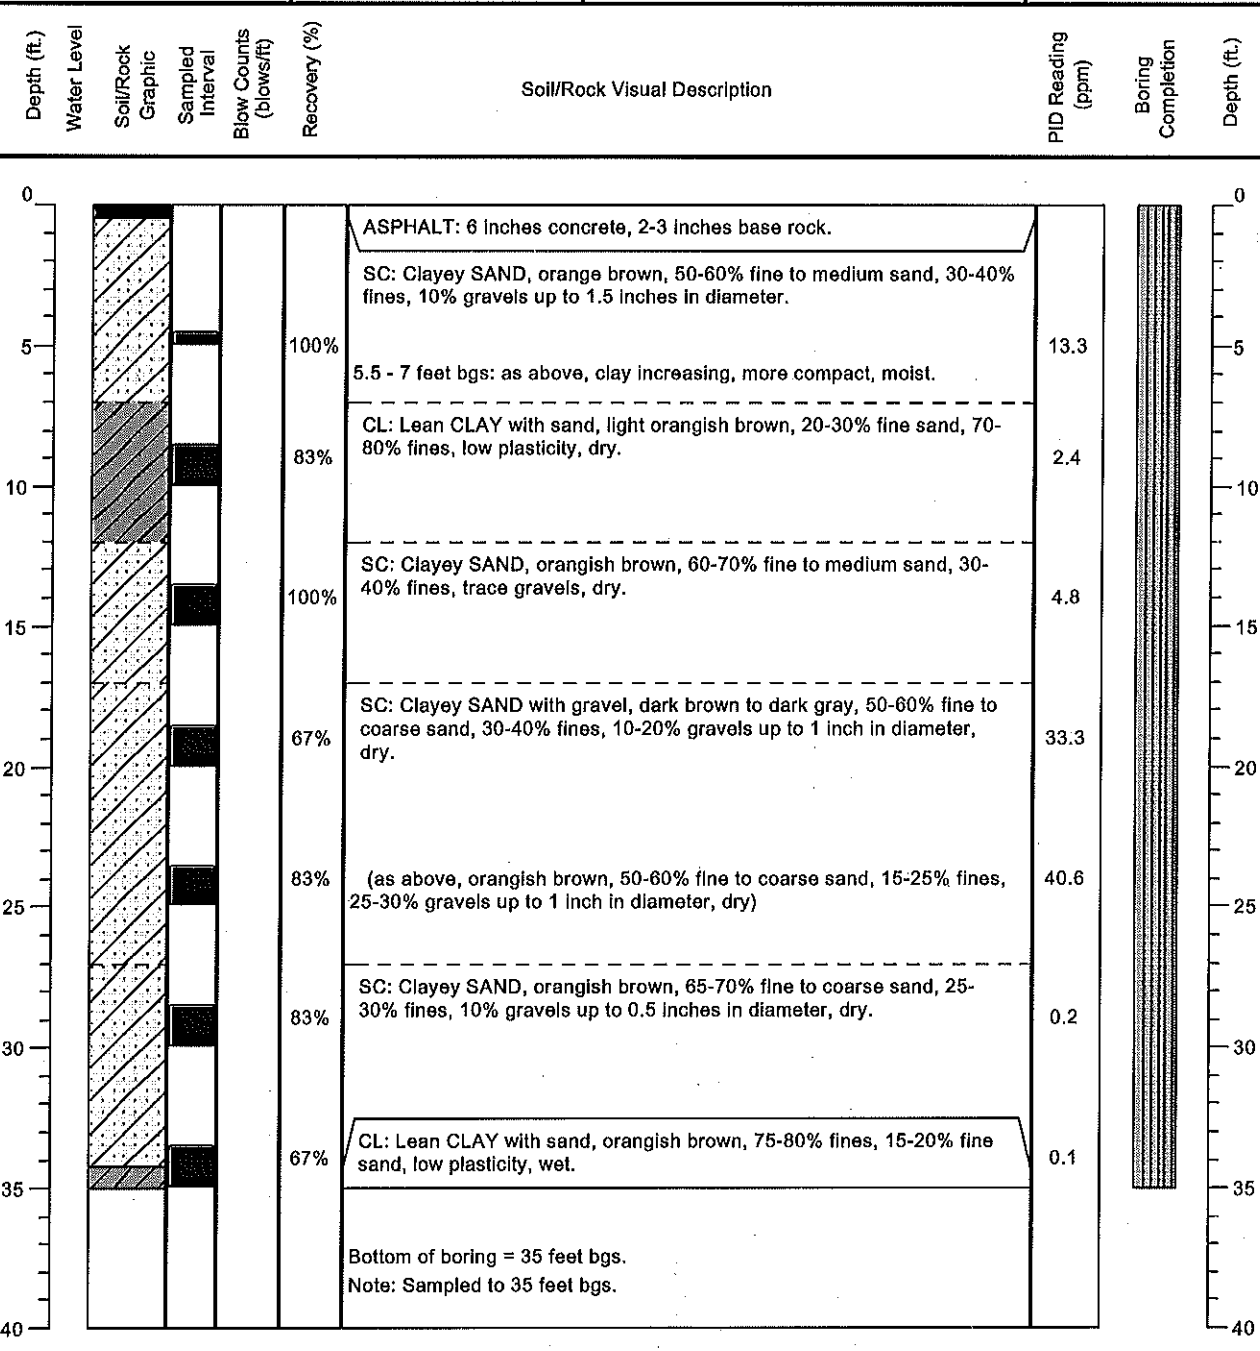 Depth (ft.)
Water Level
Soil/Rock
Graphic
Sampled
Interval
Blow Counts
(blows/ft)
Recovery (%)
Soil/Rock Visual Description
PID Reading
(ppm)
Boring
Completion
Depth (ft.)
0
0
ASPHALT: 6 inches concrete, 2-3 inches base rock.
SC: Clayey SAND, orange brown, 50-60% fine to medium sand, 30-40%
fines, 10% gravels up to 1.5 inches in diameter.
5
100%
13.3
5
5.5 - 7 feet bgs: as above, clay increasing, more compact, moist.
CL: Lean CLAY with sand, light orangish brown, 20-30% fine sand, 70-
80% fines, low plasticity, dry.
83%
2.4
10
10
SC: Clayey SAND, orangish brown, 60-70% fine to medium sand, 30-
40% fines, trace gravels, dry.
100%
4.8
15
15
SC: Clayey SAND with gravel, dark brown to dark gray, 50-60% fine to
coarse sand, 30-40% fines, 10-20% gravels up to 1 inch in diameter,
dry.
67%
33.3
20
20
83%
(as above, orangish brown, 50-60% fine to coarse sand, 15-25% fines,
25-30% gravels up to 1 inch in diameter, dry)
40.6
25
25
SC: Clayey SAND, orangish brown, 65-70% fine to coarse sand, 25-
30% fines, 10% gravels up to 0.5 inches in diameter, dry.
83%
0.2
30
30
CL: Lean CLAY with sand, orangish brown, 75-80% fines, 15-20% fine
sand, low plasticity, wet.
67%
0.1
35
35
Bottom of boring = 35 feet bgs.
Note: Sampled to 35 feet bgs.
40
40